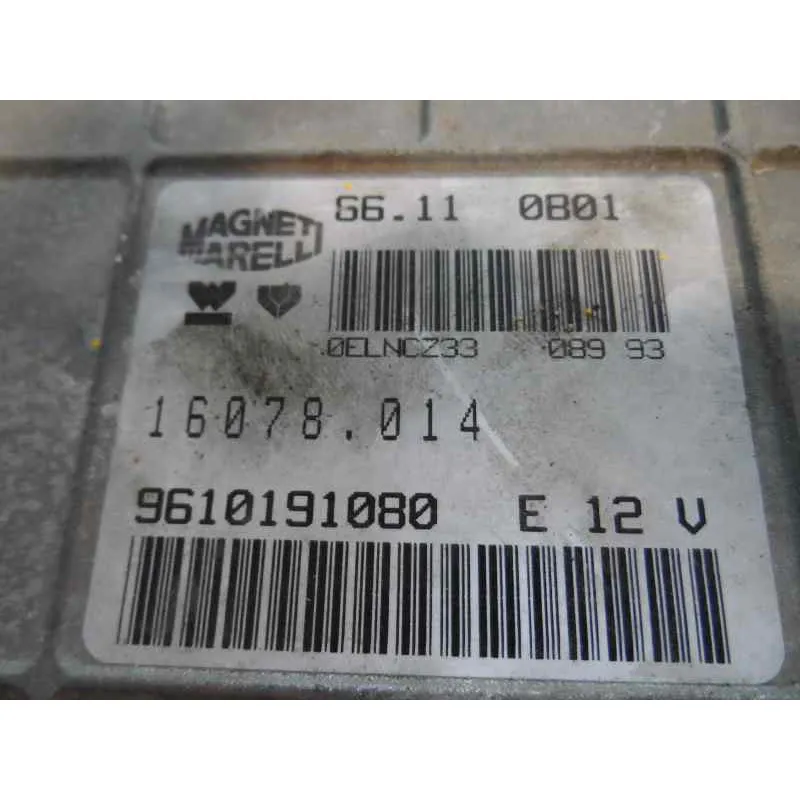 G6.11 0B01
MAGNETI
MARELLI
0ELNCZ33 089 93
16078.014
9610191080 E 12 V